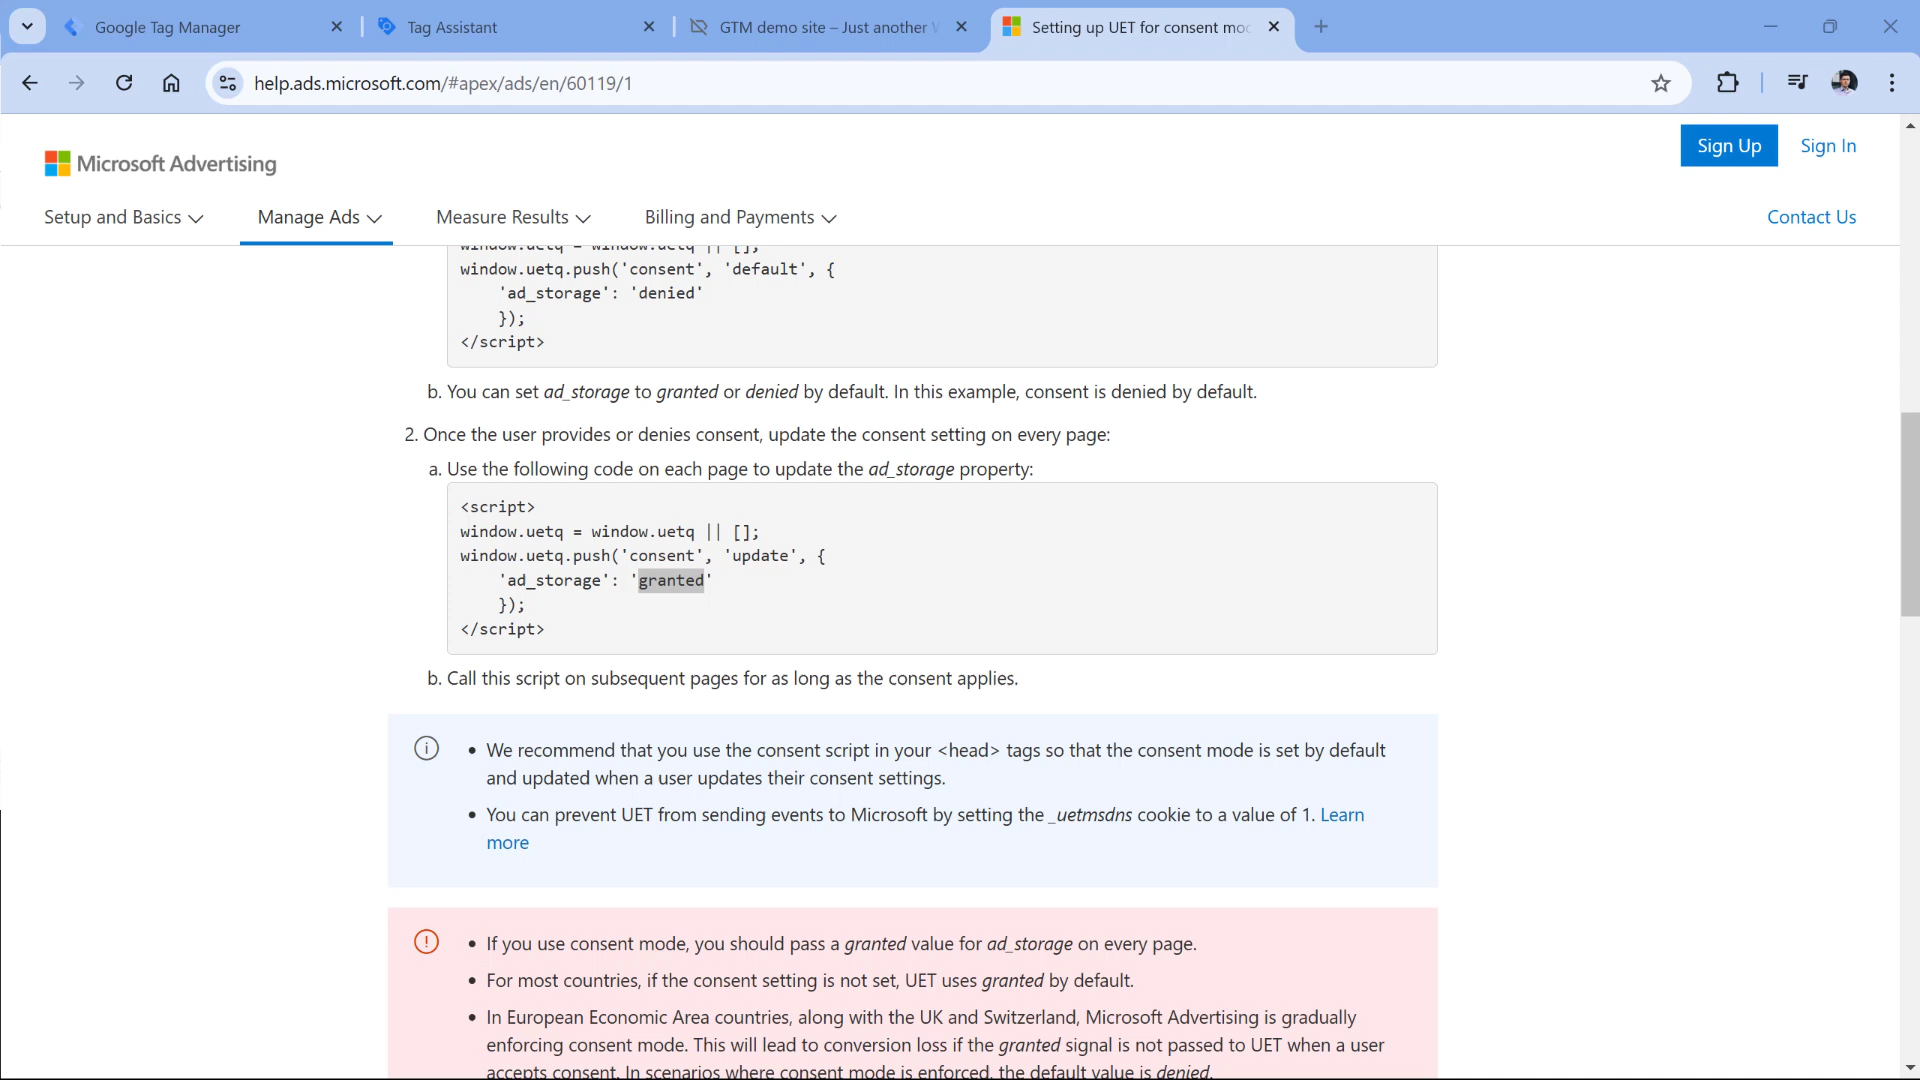 Google Tag Manager
Tag Assistant
GTM demo site – Just another
Setting up UET for consent mo
help.ads.microsoft.com/#apex/ads/en/60119/1
Sign Up
Sign In
Microsoft Advertising
Setup and Basics
Manage Ads
Measure Results
Billing and Payments
Contact Us
window.uetq = window.uetq || [];
window.uetq.push('consent', 'default', {
'ad_storage': 'denied'
});
</script>
b. You can set ad_storage to granted or denied by default. In this example, consent is denied by default.
2. Once the user provides or denies consent, update the consent setting on every page:
a. Use the following code on each page to update the ad_storage property:
<script>
window.uetq = window.uetq || [];
window.uetq.push('consent', 'update', {
'ad_storage': 'granted'
});
</script>
b. Call this script on subsequent pages for as long as the consent applies.
• We recommend that you use the consent script in your <head> tags so that the consent mode is set by default
and updated when a user updates their consent settings.
• You can prevent UET from sending events to Microsoft by setting the _uetmsdns cookie to a value of 1. Learn
more
• If you use consent mode, you should pass a granted value for ad_storage on every page.
• For most countries, if the consent setting is not set, UET uses granted by default.
• In European Economic Area countries, along with the UK and Switzerland, Microsoft Advertising is gradually
enforcing consent mode. This will lead to conversion loss if the granted signal is not passed to UET when a user
accepts consent. In scenarios where consent mode is enforced, the default value is denied.